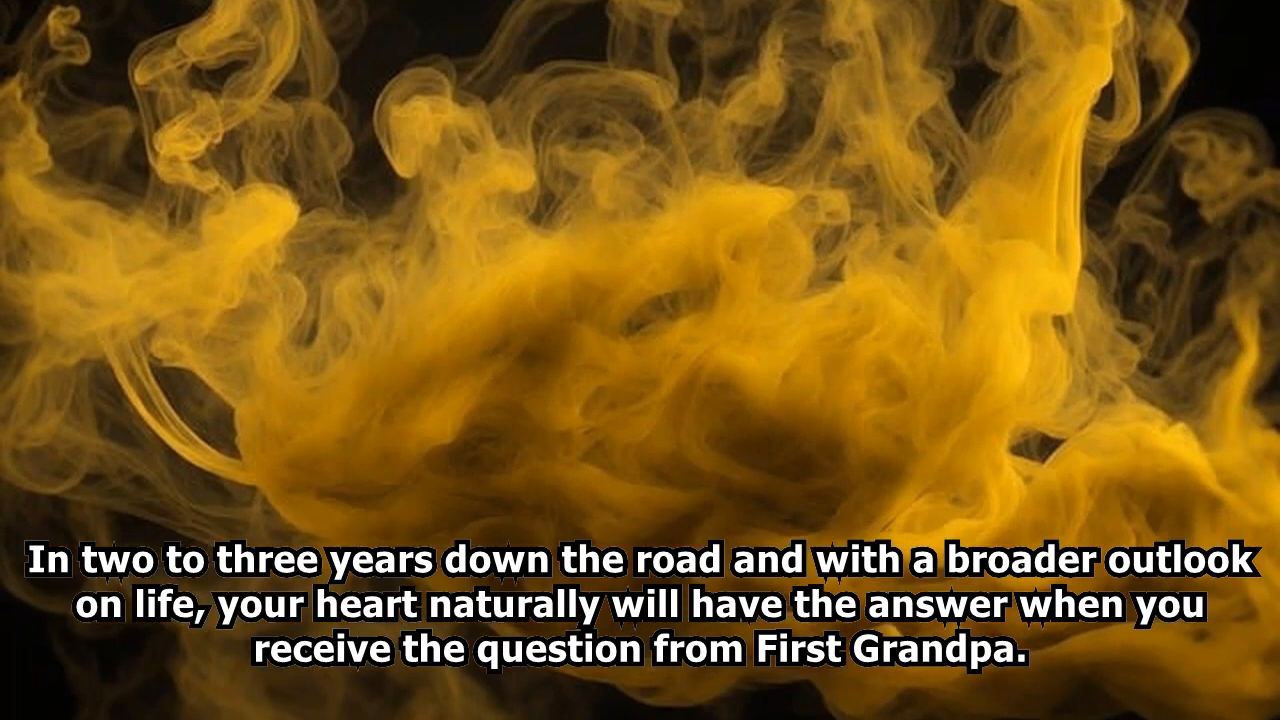 In two to three years down the road and with a broader outlook
on life, your heart naturally will have the answer when you
receive the question from First Grandpa.